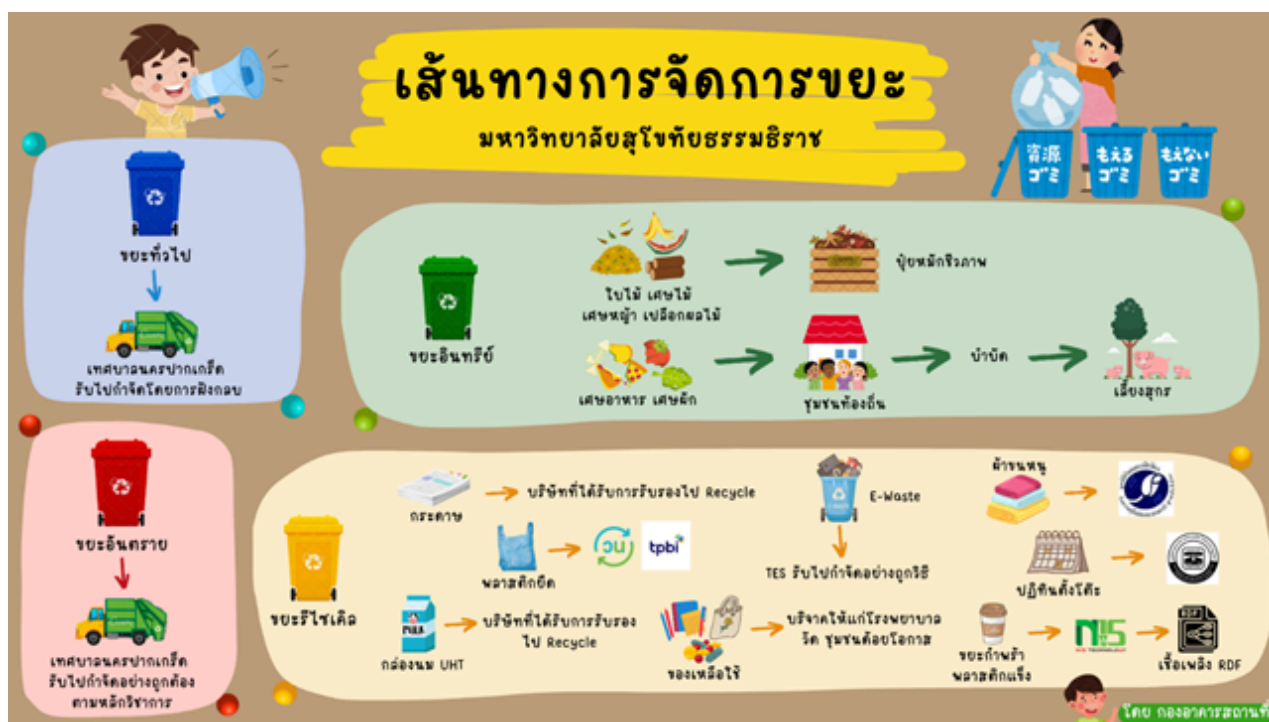 เส้นทางการจัดการขยะ
มหาวิทยาลัยสุโขทัยธรรมธิราช
資源
ゴミ
もえる
ゴミ
もえない
ゴミ
ขยะทั่วไป
เทศบาลนครปากเกร็ด
รับไปกำจัดโดยการฝังกลบ
ขยะอินทรีย์
ใบไม้ เศษไม้
เศษหญ้า เปลือกผลไม้
ปุ๋ยหมักชีวภาพ
เศษอาหาร เศษผัก
ชุมชนท้องถิ่น
บำบัด
เลี้ยงสุกร
ขยะอันตราย
เทศบาลนครปากเกร็ด
รับไปกำจัดอย่างถูกต้อง
ตามหลักวิชาการ
ขยะรีไซเคิล
กระดาษ
บริษัทที่ได้รับการรับรองไป Recycle
พลาสติกยืด
วน
tpbi
MILK
กล่องนม UHT
บริษัทที่ได้รับการรับรอง
ไป Recycle
E-Waste
TES รับไปกำจัดอย่างถูกวิธี
ของเหลือใช้
บริจาคให้แก่โรงพยาบาล
วัด ชุมชนด้อยโอกาส
ผ้าขนหนู
ปฏิทินตั้งโต๊ะ
ขยะกำพร้า
พลาสติกแข็ง
N15
RDF
เชื้อเพลิง RDF
โดย กองอาคารสถานที่